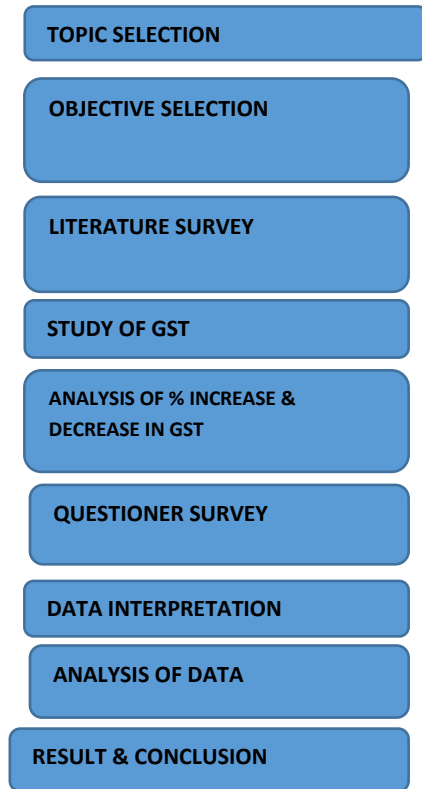 TOPIC SELECTION
OBJECTIVE SELECTION
LITERATURE SURVEY
STUDY OF GST
ANALYSIS OF % INCREASE &
DECREASE IN GST
QUESTIONER SURVEY
DATA INTERPRETATION
ANALYSIS OF DATA
RESULT & CONCLUSION